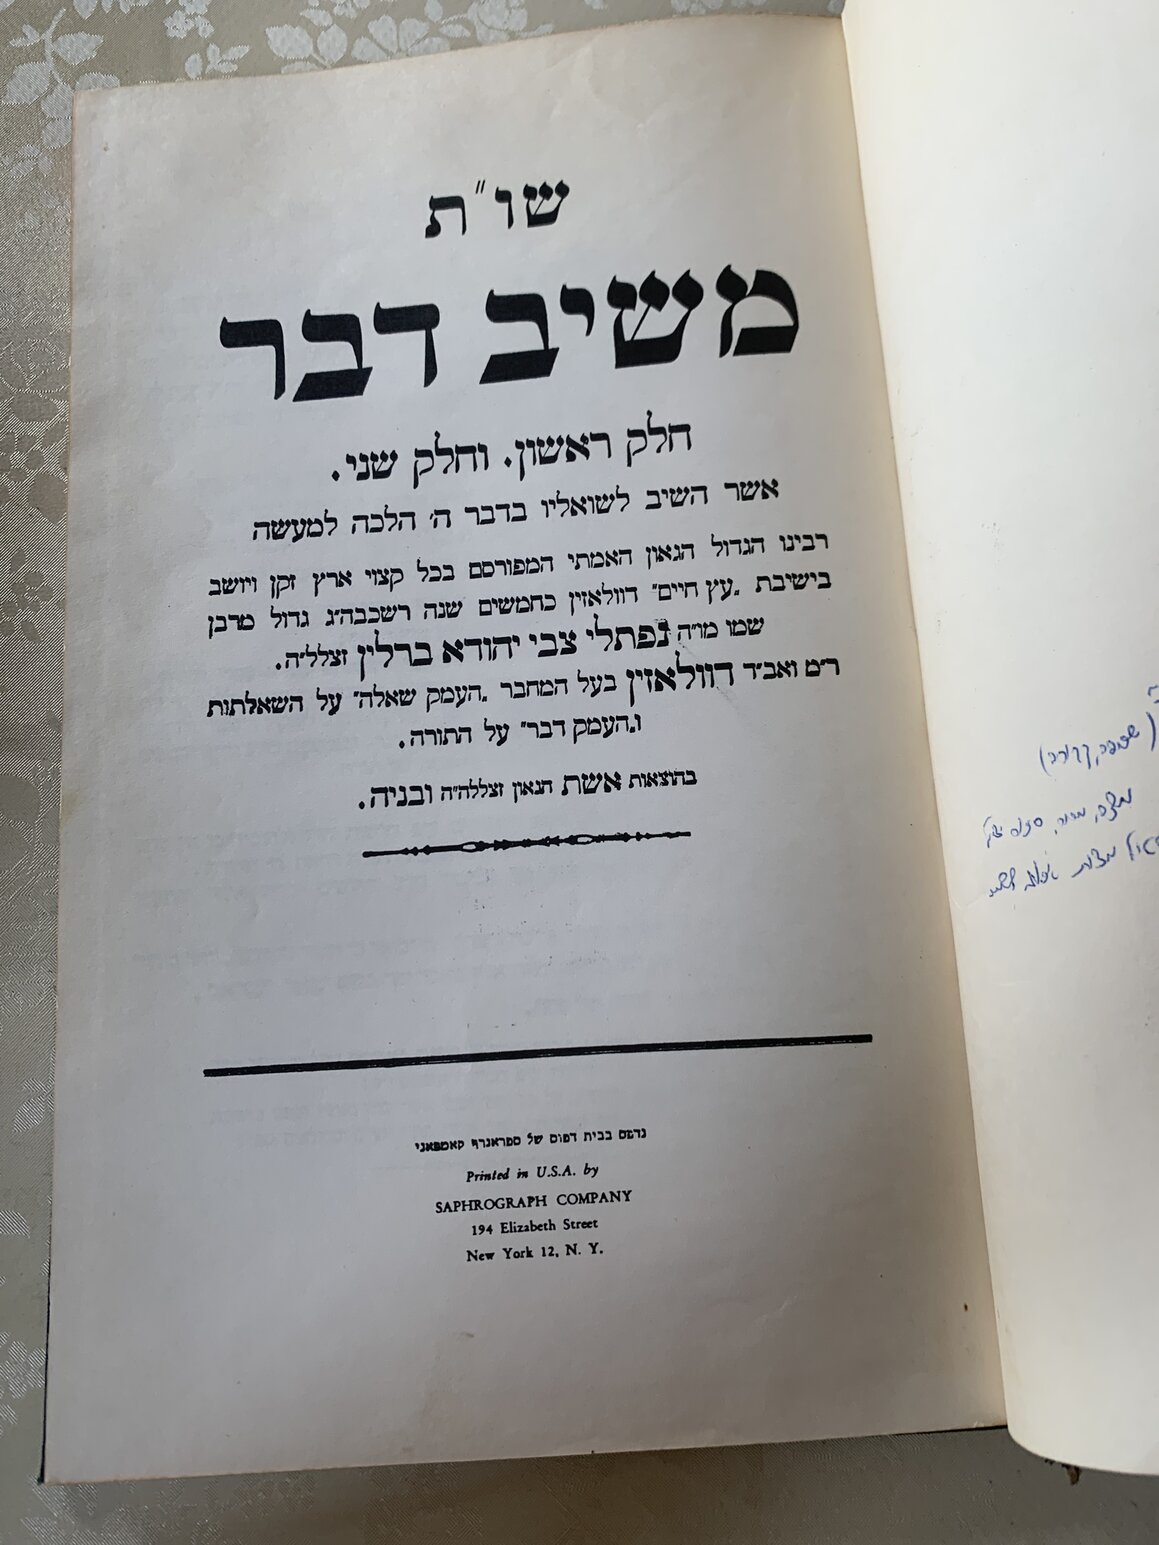 שו"ת
משיב דבר
חלק ראשון. וחלק שני.
אשר השיב לשואליו בדבר ה' הלכה למעשה
רבינו הגדול הגאון האמתי המפורסם בכל קצוי ארץ זקן ויושב
בישיבת „עץ חיים" דוולאזין כחמשים שנה רשכבה"ג גדול מרבן
שמו מו"ה נפתלי צבי יהודא ברלין זצלל"ה.
ר"מ ואב"ד דוולאזין בעל המחבר „העמק שאלה" על השאלתות
ו„העמק דבר" על התורה.
בהוצאות אשת הגאון זצללה"ה ובניה.
נדפס בבית דפוס של ספראגרף קאמפאני
Printed in U.S.A. by
SAPHROGRAPH COMPANY
194 Elizabeth Street
New York 12, N. Y.